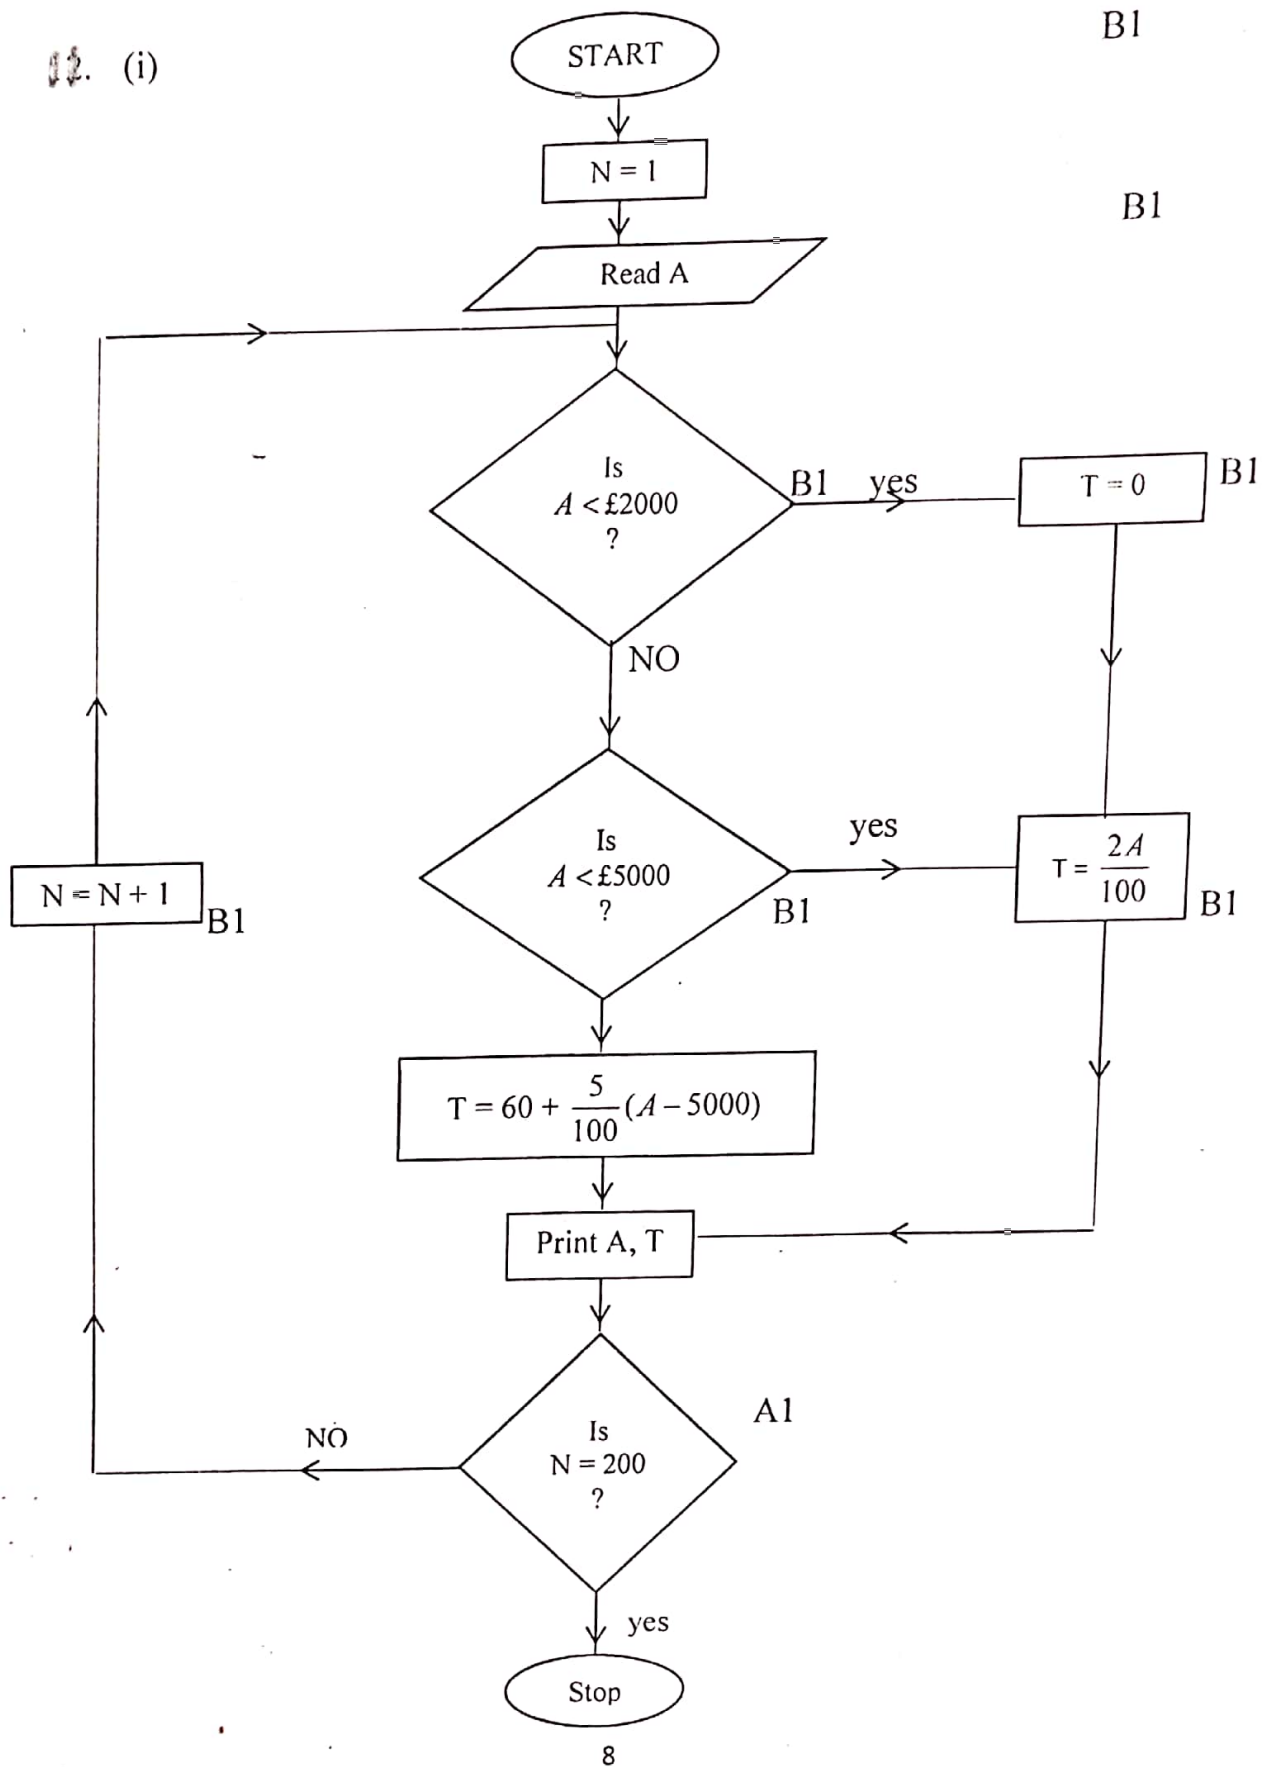 B1
(i)
START
N = 1
B1
Read A
Is
A < £2000
?
B1 yes
T = 0
B1
NO
Is
A < £5000
?
yes
B1
T = 2A/100
B1
N = N + 1
B1
T = 60 + 5/100 (A – 5000)
Print A, T
Is
N = 200
?
A1
NO
yes
Stop
8